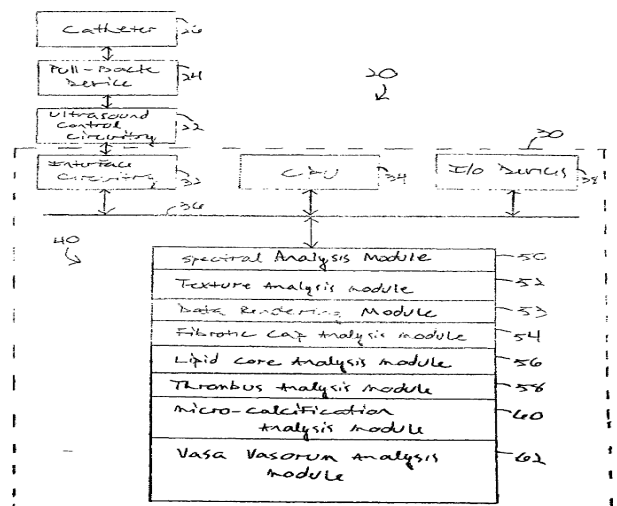 Catheter 26
Pull-Back Device 24
20
Ultrasound Control Circuitry 22
30
Interface Circuitry 32
CPU 34
I/O Devices 38
36
40
Spectral Analysis Module 50
Texture Analysis module 52
Data Rendering Module 53
Fibrotic Cap Analysis module 54
Lipid core Analysis module 56
Thrombus Analysis module 58
micro-calcification
Analysis module 60
Vasa Vasorum Analysis
module 62